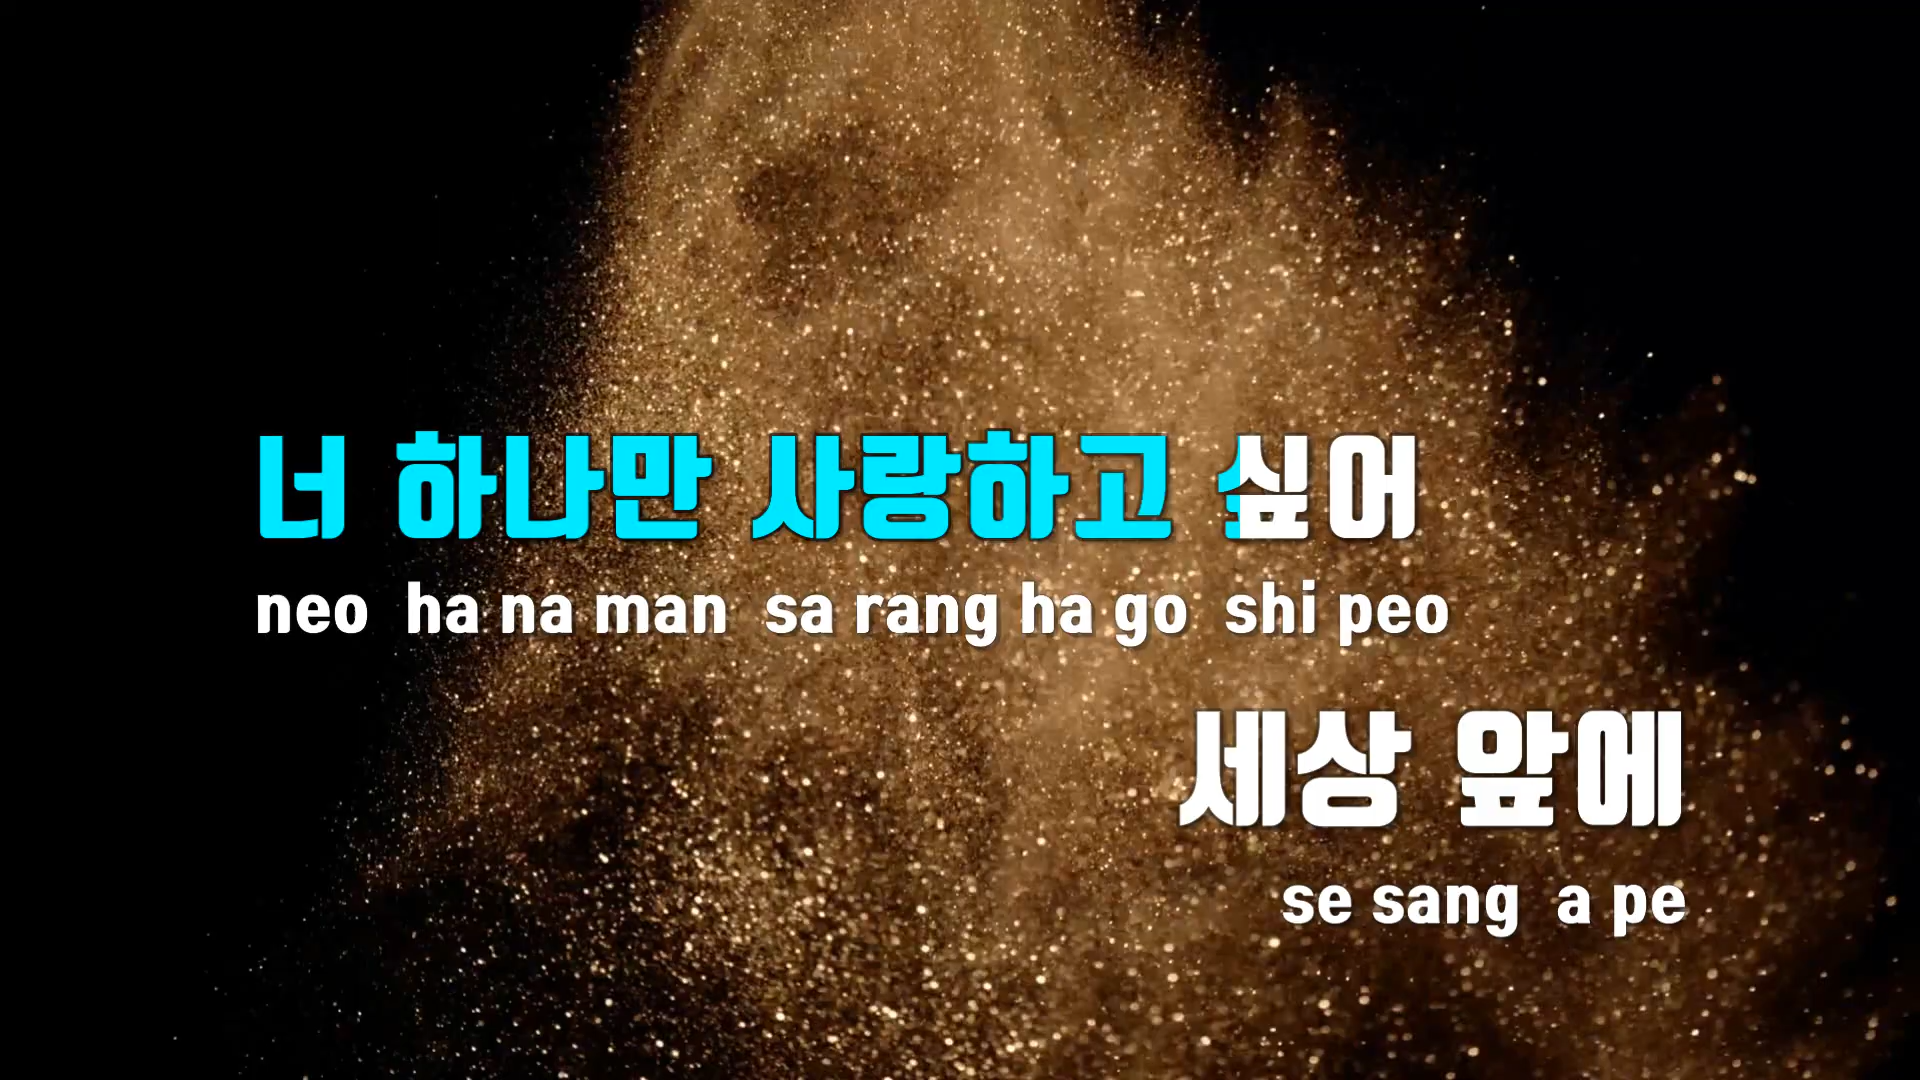 너 하나만 사랑하고 싶어
neo ha na man sa rang ha go shi peo
세상 앞에
se sang a pe